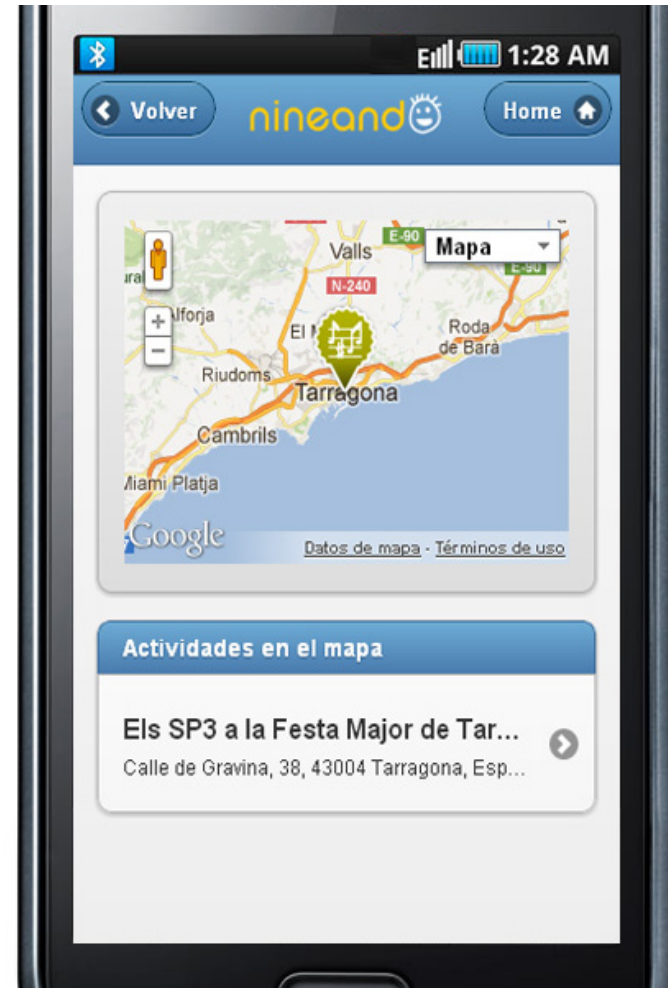 E 1:28 AM
Volver
nineand
Home
Valls
E-90
Mapa
E-90
N-240
Alforja
El M
Roda
de Barà
Riudoms
Tarragona
Cambrils
Miami Platja
Google
Datos de mapa - Términos de uso
Actividades en el mapa
Els SP3 a la Festa Major de Tar...
Calle de Gravina, 38, 43004 Tarragona, Esp...